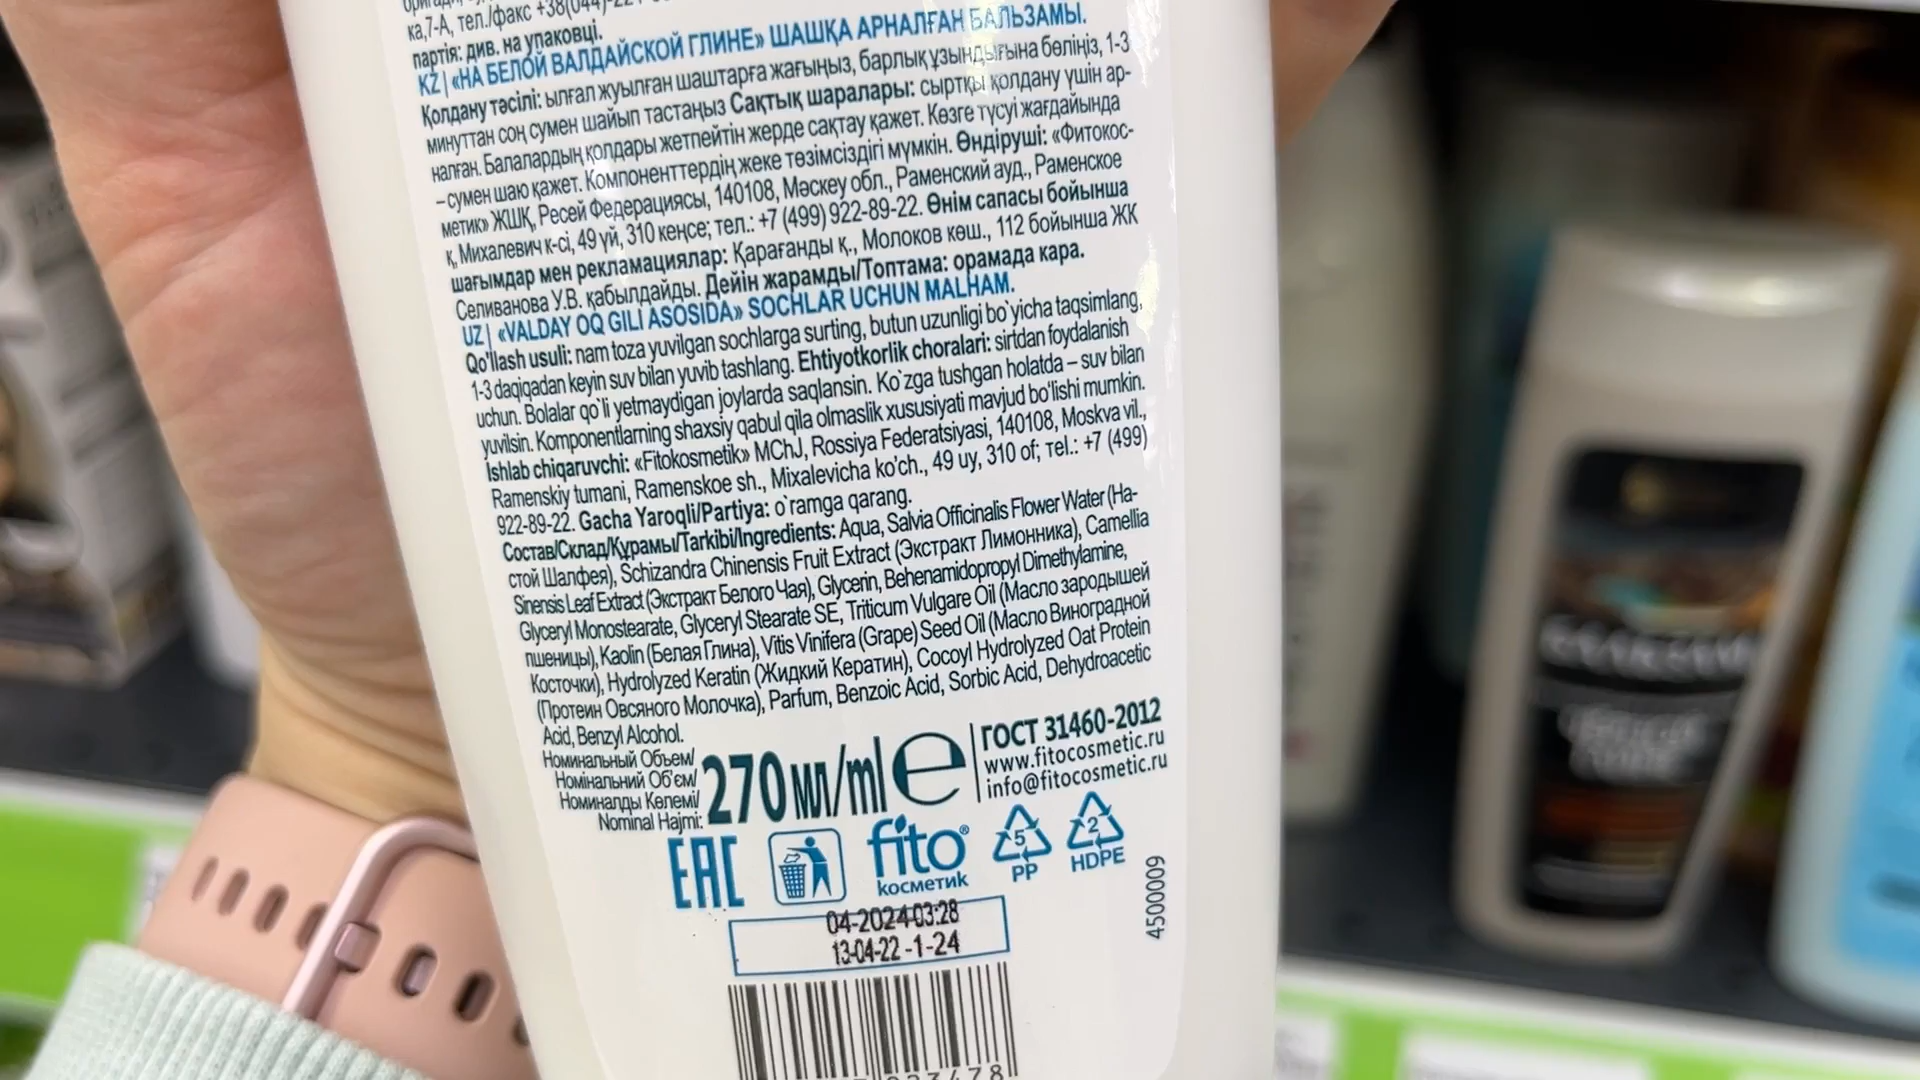 ка,7-А, тел./факс +38(044)-22
партія: див. на упаковці.
KZ | «НА БЕЛОЙ ВАЛДАЙСКОЙ ГЛИНЕ» ШАШҚА АРНАЛҒАН БАЛЬЗАМЫ.
Қолдану тәсілі: ылғал жуылған шаштарға жағыңыз, барлық ұзындығына бөліңіз, 1-3
минуттан соң сумен шайып тастаңыз Сақтық шаралары: сыртқы қолдану үшін ар-
налған. Балалардың қолдары жетпейтін жерде сақтау қажет. Көзге түсуі жағдайында
– сумен шаю қажет. Компоненттердің жеке төзімсіздігі мүмкін. Өндіруші: «Фитокос-
метик» ЖШҚ, Ресей Федерациясы, 140108, Мәскеу обл., Раменский ауд., Раменское
қ, Михалевич к-сі, 49 үй, 310 кеңсе; тел.: +7 (499) 922-89-22. Өнім сапасы бойынша
шағымдар мен рекламациялар: Қарағанды қ., Молоков көш., 112 бойынша ЖК
Селиванова У.В. қабылдайды. Дейін жарамды/Топтама: орамада кара.
UZ | «VALDAY OQ GILI ASOSIDA» SOCHLAR UCHUN MALHAM.
Qo'llash usuli: nam toza yuvilgan sochlarga surting, butun uzunligi bo`yicha taqsimlang,
1-3 daqiqadan keyin suv bilan yuvib tashlang. Ehtiyotkorlik choralari: sirtdan foydalanish
uchun. Bolalar qo`li yetmaydigan joylarda saqlansin. Ko`zga tushgan holatda – suv bilan
yuvilsin. Komponentlarning shaxsiy qabul qila olmaslik xususiyati mavjud bo'lishi mumkin.
Ishlab chiqaruvchi: «Fitokosmetik» MChJ, Rossiya Federatsiyasi, 140108, Moskva vil.,
Ramenskiy tumani, Ramenskoe sh., Mixalevicha ko'ch., 49 uy, 310 of; тел.: +7 (499)
922-89-22. Gacha Yaroqli/Partiya: o`ramga qarang.
Состав/Склад/Құрамы/Tarkibi/Ingredients: Aqua, Salvia Officinalis Flower Water (На-
стой Шалфея), Schizandra Chinensis Fruit Extract (Экстракт Лимонника), Camellia
Sinensis Leaf Extract (Экстракт Белого Чая), Glycerin, Behenamidopropyl Dimethylamine,
Glyceryl Monostearate, Glyceryl Stearate SE, Triticum Vulgare Oil (Масло зародышей
пшеницы), Kaolin (Белая Глина), Vitis Vinifera (Grape) Seed Oil (Масло Виноградной
Косточки), Hydrolyzed Keratin (Жидкий Кератин), Cocoyl Hydrolyzed Oat Protein
(Протеин Овсяного Молочка), Parfum, Benzoic Acid, Sorbic Acid, Dehydroacetic
Acid, Benzyl Alcohol.
Номинальный Объем/
Номінальний Об'єм/
Номиналды Көлемі/
Nominal Hajmi:
270 мл/ml e
ГОСТ 31460-2012
www.fitocosmetic.ru
info@fitocosmetic.ru
EAC
fito®
косметик
5
PP
2
HDPE
4500009
04-2024 03:28
13-04-22 -1-24